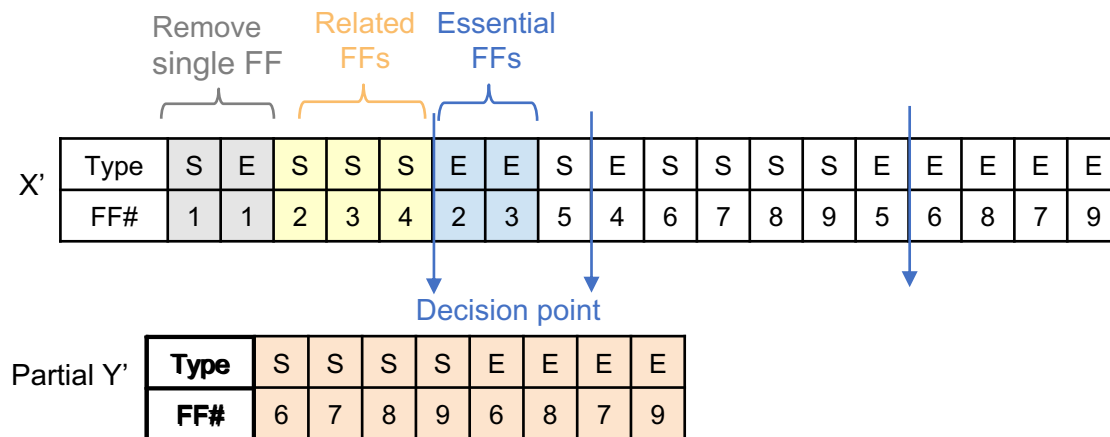 Remove single FF
Related FFs
Essential FFs
X'
Type S E S S S E E S E S S S S E E E E E
FF# 1 1 2 3 4 2 3 5 4 6 7 8 9 5 6 8 7 9
Decision point
Partial Y'
Type S S S S E E E E
FF# 6 7 8 9 6 8 7 9